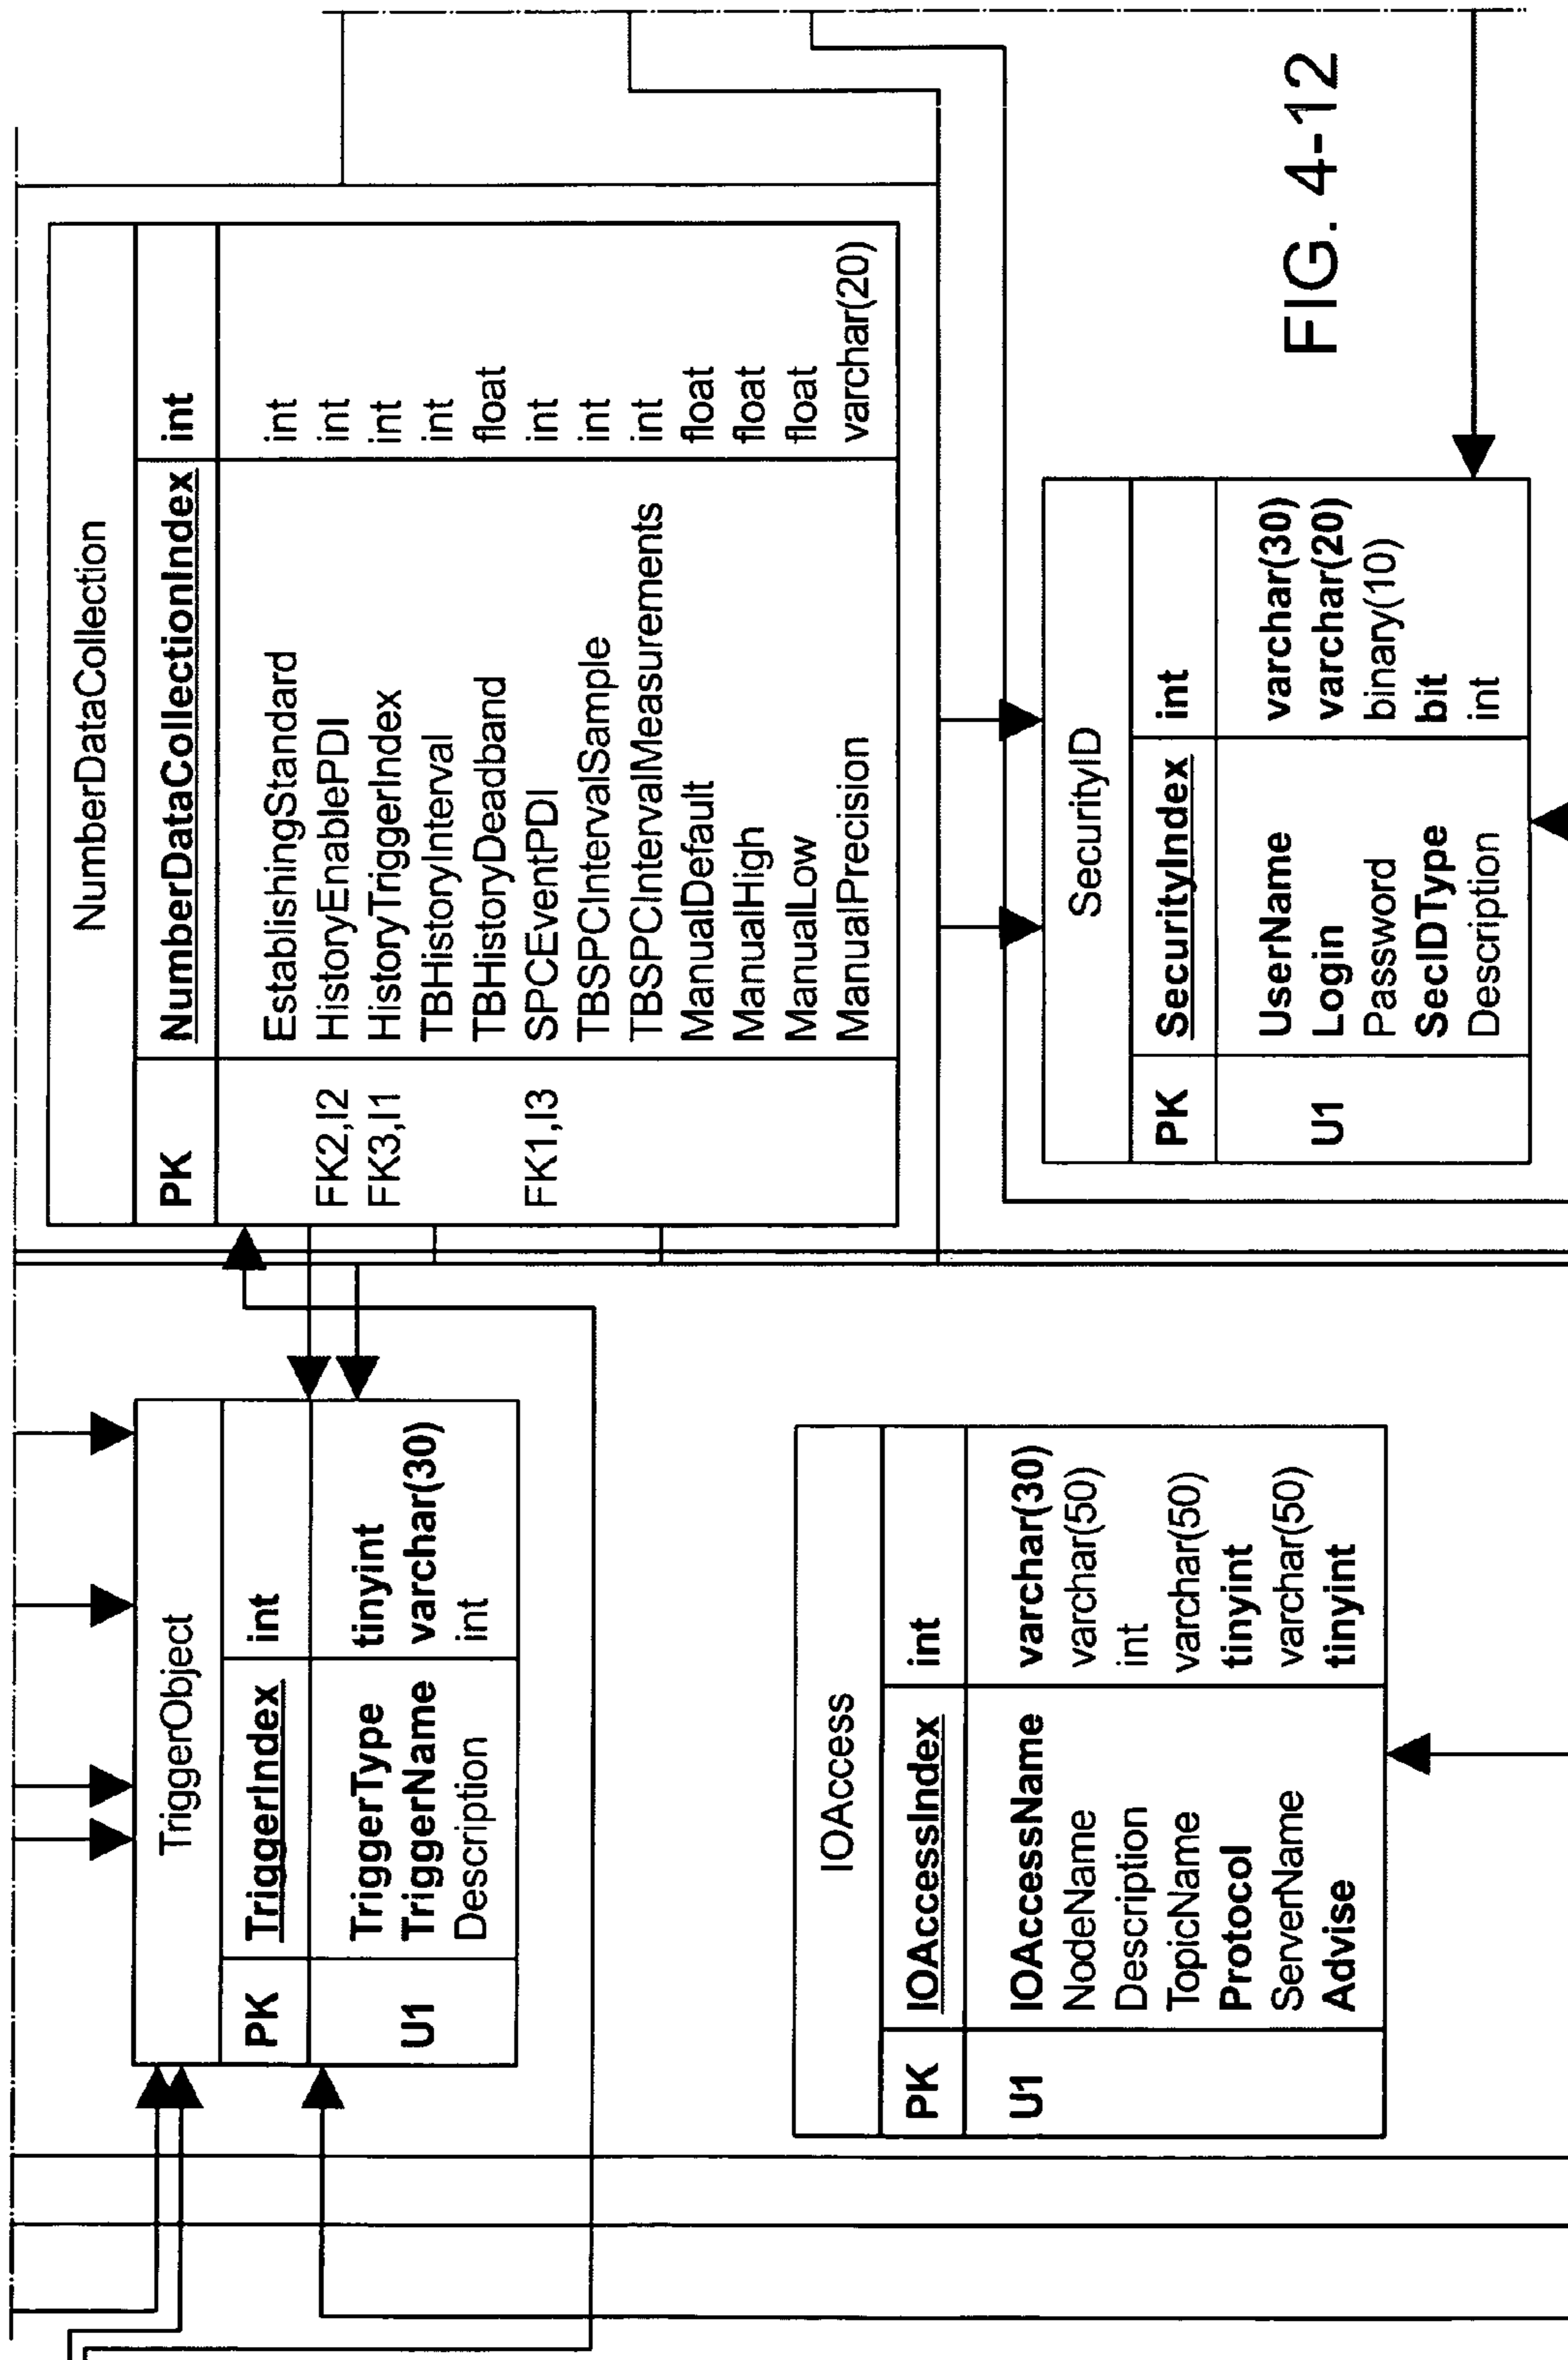 TriggerObject
PK TriggerIndex int
TriggerType tinyint
U1 TriggerName varchar(30)
Description int
NumberDataCollection
PK NumberDataCollectionIndex int
EstablishingStandard int
FK2,I2 HistoryEnablePDI int
FK3,I1 HistoryTriggerIndex int
TBHistoryInterval int
TBHistoryDeadband float
FK1,I3 SPCEventPDI int
TBSPCIntervalSample int
TBSPCIntervalMeasurements int
ManualDefault float
ManualHigh float
ManualLow float
ManualPrecision varchar(20)
IOAccess
PK IOAccessIndex int
U1 IOAccessName varchar(30)
NodeName varchar(50)
Description int
TopicName varchar(50)
Protocol tinyint
ServerName varchar(50)
Advise tinyint
SecurityID
PK SecurityIndex int
UserName varchar(30)
U1 Login varchar(20)
Password binary(10)
SecIDType bit
Description int
FIG. 4-12